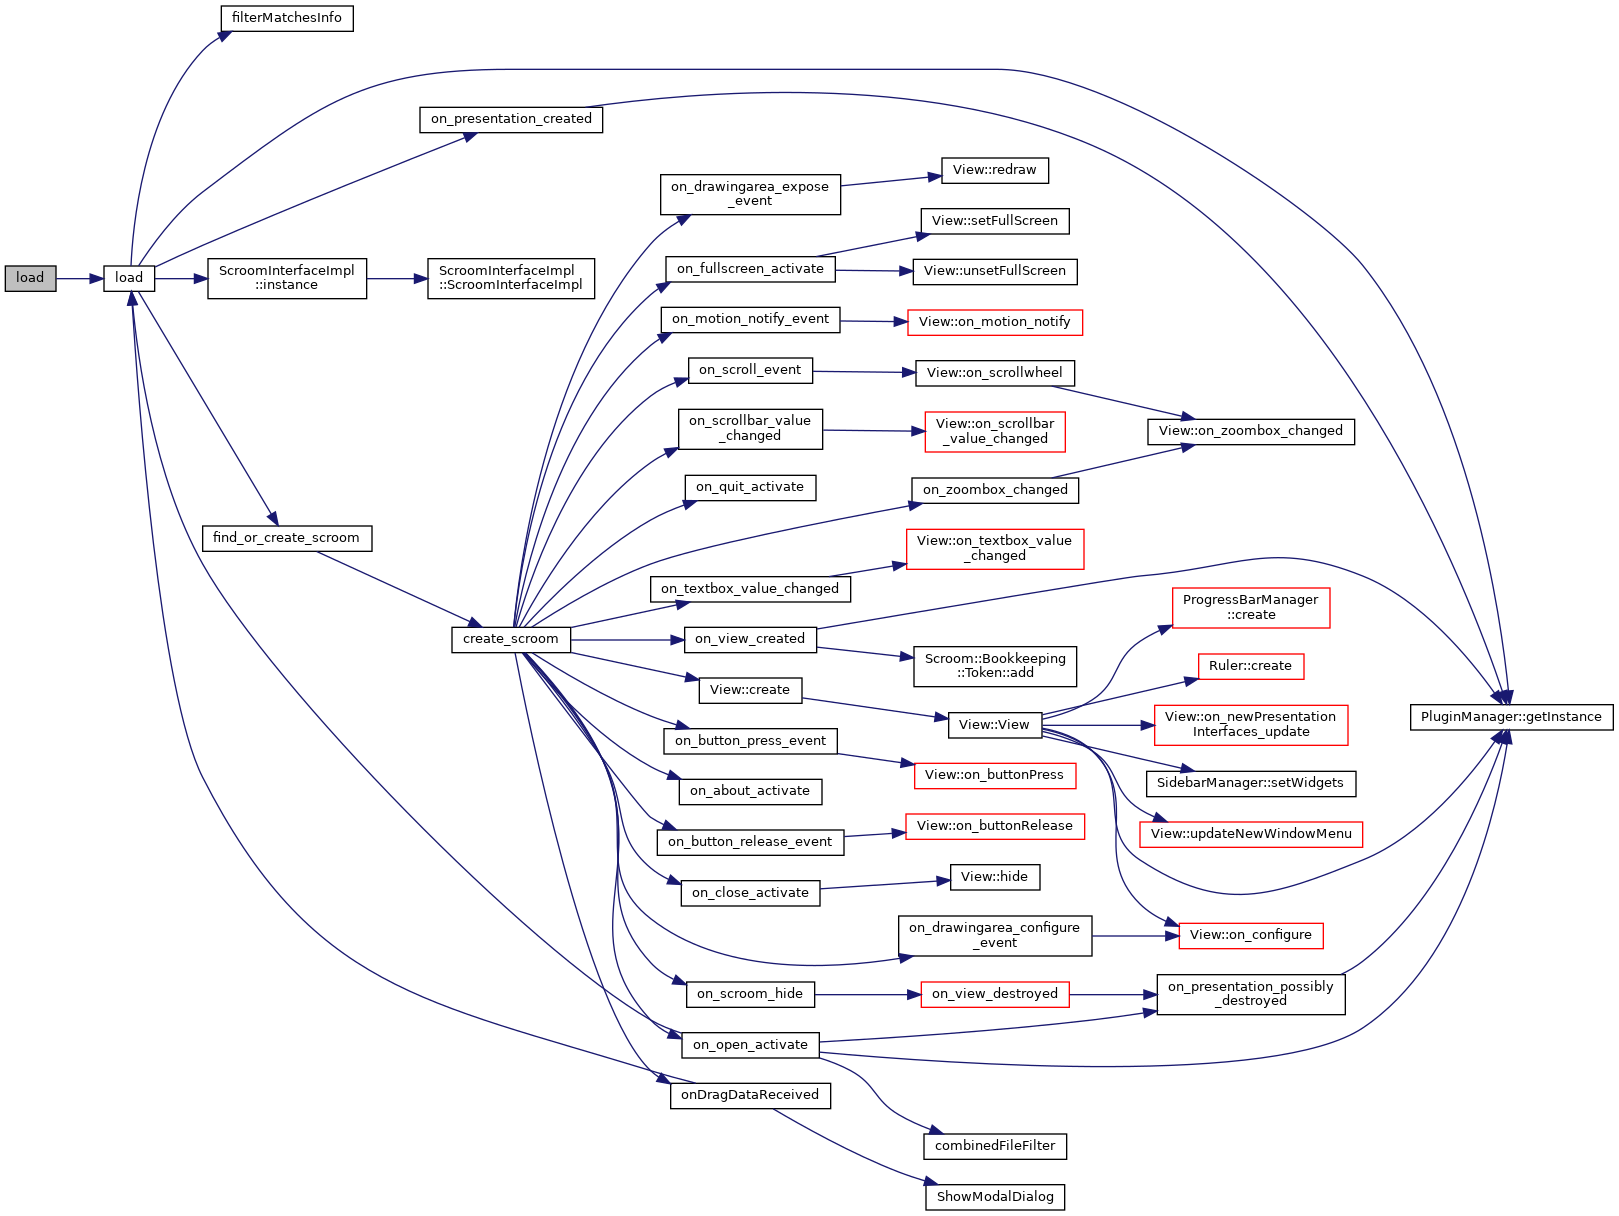 filterMatchesInfo
on_presentation_created
View::redraw
on_drawingarea_expose
_event
View::setFullScreen
load
load
ScroomInterfaceImpl
::instance
ScroomInterfaceImpl
::ScroomInterfaceImpl
on_fullscreen_activate
View::unsetFullScreen
on_motion_notify_event
View::on_motion_notify
on_scroll_event
View::on_scrollwheel
on_scrollbar_value
_changed
View::on_scrollbar
_value_changed
View::on_zoombox_changed
on_quit_activate
on_zoombox_changed
find_or_create_scroom
View::on_textbox_value
_changed
on_textbox_value_changed
ProgressBarManager
::create
create_scroom
on_view_created
Scroom::Bookkeeping
::Token::add
Ruler::create
View::create
View::View
View::on_newPresentation
Interfaces_update
PluginManager::getInstance
on_button_press_event
View::on_buttonPress
SidebarManager::setWidgets
on_about_activate
View::on_buttonRelease
View::updateNewWindowMenu
on_button_release_event
View::hide
on_close_activate
on_drawingarea_configure
_event
View::on_configure
on_scroom_hide
on_view_destroyed
on_presentation_possibly
_destroyed
on_open_activate
onDragDataReceived
combinedFileFilter
ShowModalDialog